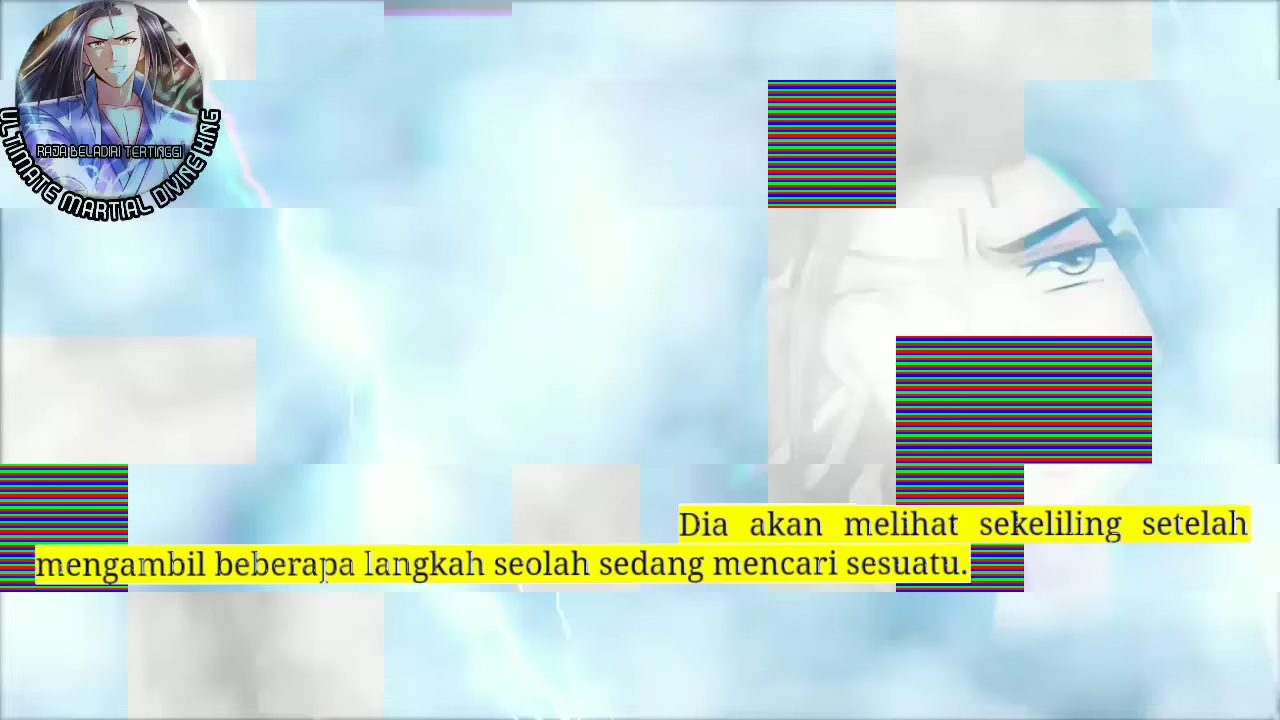 RAJA BELADIRI TERTINGGI
ULTIMATE MARTIAL DIVINE KING
Dia akan melihat sekeliling setelah
mengambil beberapa langkah seolah sedang mencari sesuatu.